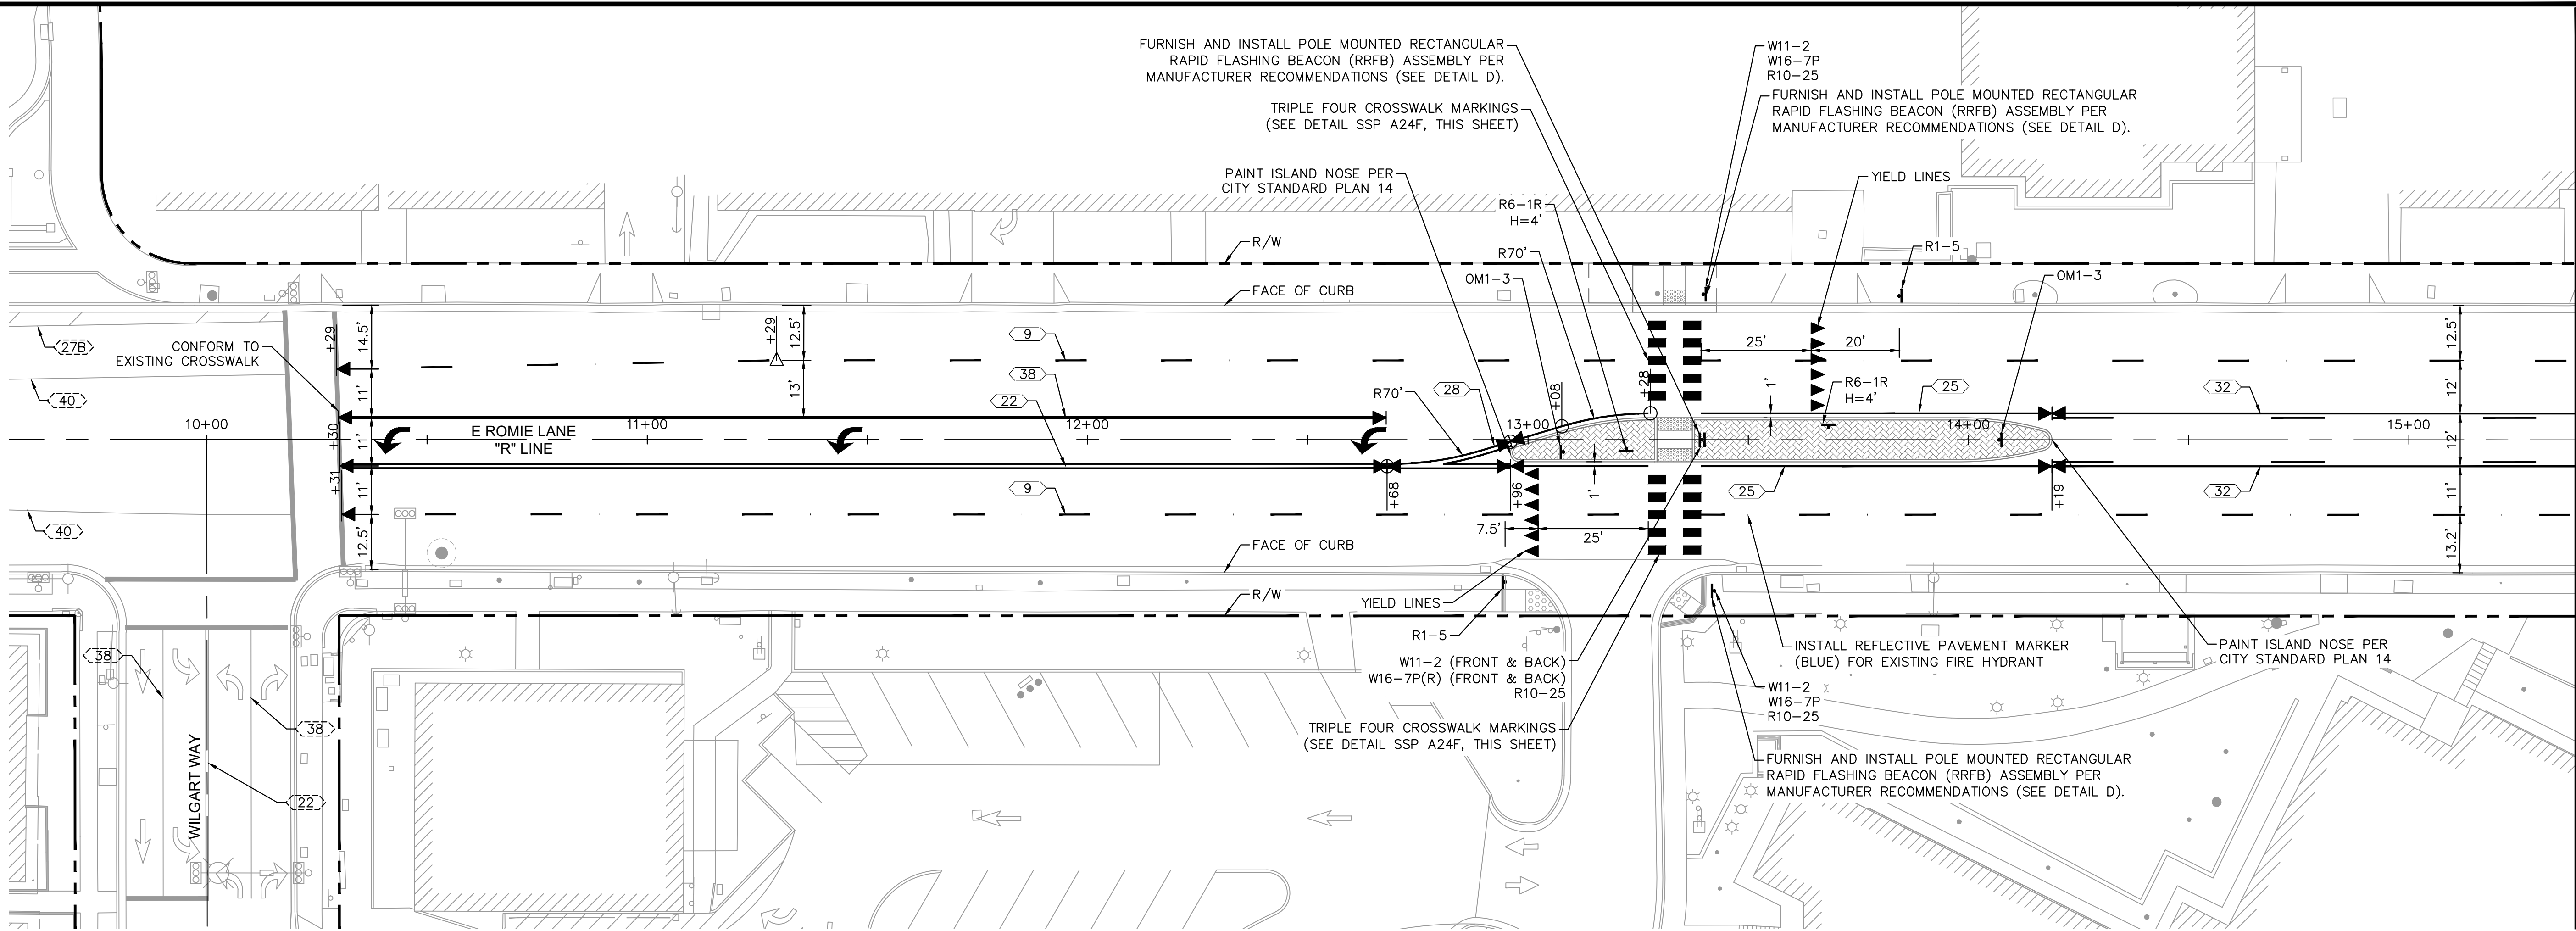 FURNISH AND INSTALL POLE MOUNTED RECTANGULAR
RAPID FLASHING BEACON (RRFB) ASSEMBLY PER
MANUFACTURER RECOMMENDATIONS (SEE DETAIL D).
TRIPLE FOUR CROSSWALK MARKINGS
(SEE DETAIL SSP A24F, THIS SHEET)
PAINT ISLAND NOSE PER
CITY STANDARD PLAN 14
R6-1R
H=4'
R70'
OM1-3
W11-2
W16-7P
R10-25
FURNISH AND INSTALL POLE MOUNTED RECTANGULAR
RAPID FLASHING BEACON (RRFB) ASSEMBLY PER
MANUFACTURER RECOMMENDATIONS (SEE DETAIL D).
YIELD LINES
R1-5
OM1-3
R/W
FACE OF CURB
27B
CONFORM TO
EXISTING CROSSWALK
40
40
+29
14.5'
11'
+30
11'
+31
11'
12.5'
+29
12.5'
13'
9
38
22
9
R70'
28
+08
+28
25'
20'
1'
R6-1R
H=4'
25
32
12.5'
12'
12'
11'
13.2'
10+00
11+00
12+00
13+00
14+00
15+00
E ROMIE LANE
"R" LINE
+68
+96
7.5'
25'
1'
25
+19
32
FACE OF CURB
R/W
YIELD LINES
R1-5
W11-2 (FRONT & BACK)
W16-7P(R) (FRONT & BACK)
R10-25
TRIPLE FOUR CROSSWALK MARKINGS
(SEE DETAIL SSP A24F, THIS SHEET)
INSTALL REFLECTIVE PAVEMENT MARKER
(BLUE) FOR EXISTING FIRE HYDRANT
W11-2
W16-7P
R10-25
FURNISH AND INSTALL POLE MOUNTED RECTANGULAR
RAPID FLASHING BEACON (RRFB) ASSEMBLY PER
MANUFACTURER RECOMMENDATIONS (SEE DETAIL D).
PAINT ISLAND NOSE PER
CITY STANDARD PLAN 14
38
38
22
WILGART WAY